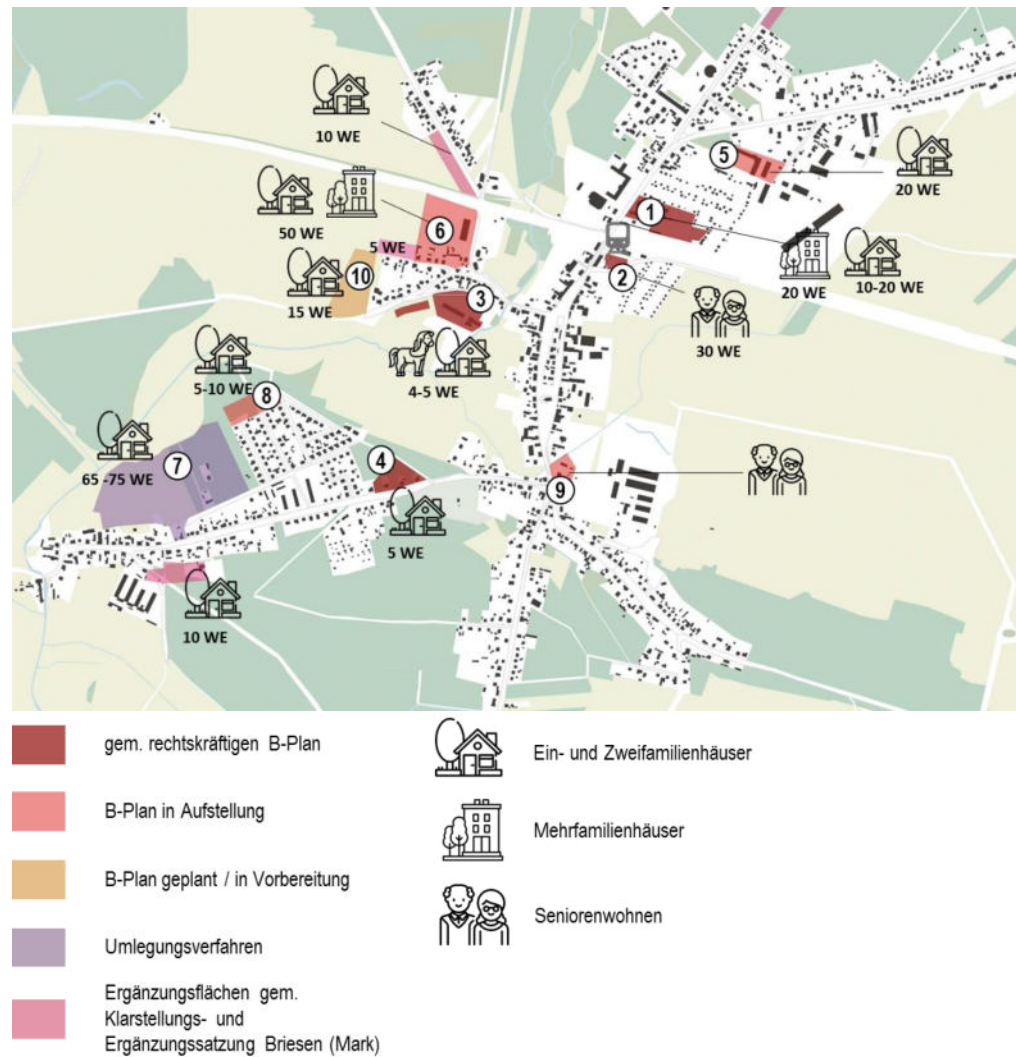 10 WE
5
20 WE
50 WE
6
5 WE
1
10
15 WE
2
20 WE
10-20 WE
3
30 WE
4-5 WE
5-10 WE
8
65 -75 WE
7
4
9
5 WE
10 WE
gem. rechtskräftigen B-Plan
B-Plan in Aufstellung
B-Plan geplant / in Vorbereitung
Umlegungsverfahren
Ergänzungsflächen gem.
Klarstellungs- und
Ergänzungssatzung Briesen (Mark)
Ein- und Zweifamilienhäuser
Mehrfamilienhäuser
Seniorenwohnen